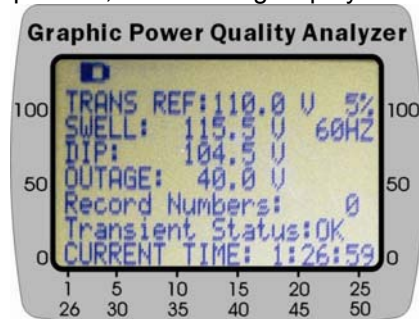 Graphic Power Quality Analyzer
TRANS REF:110.0 V 5%
SWELL: 115.5 V 60HZ
DIP: 104.5 V
OUTAGE: 40.0 V
Record Numbers: 0
Transient Status:OK
CURRENT TIME: 1:26:59
100 100
50 50
0 0
1 5 10 15 20 25
26 30 35 40 45 50